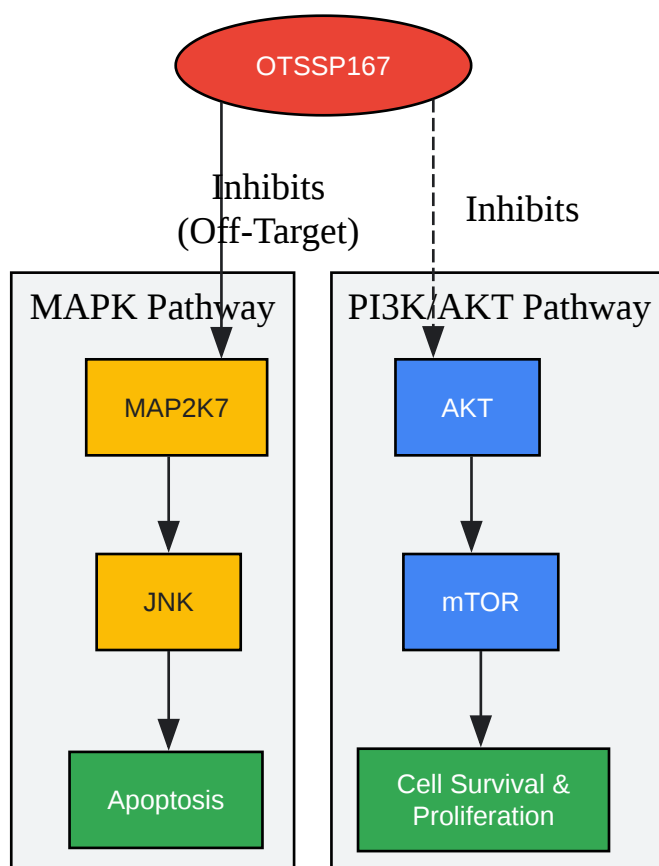 OTSSP167
Inhibits
(Off-Target)
Inhibits
MAPK Pathway
MAP2K7
JNK
Apoptosis
PI3K/AKT Pathway
AKT
mTOR
Cell Survival &
Proliferation